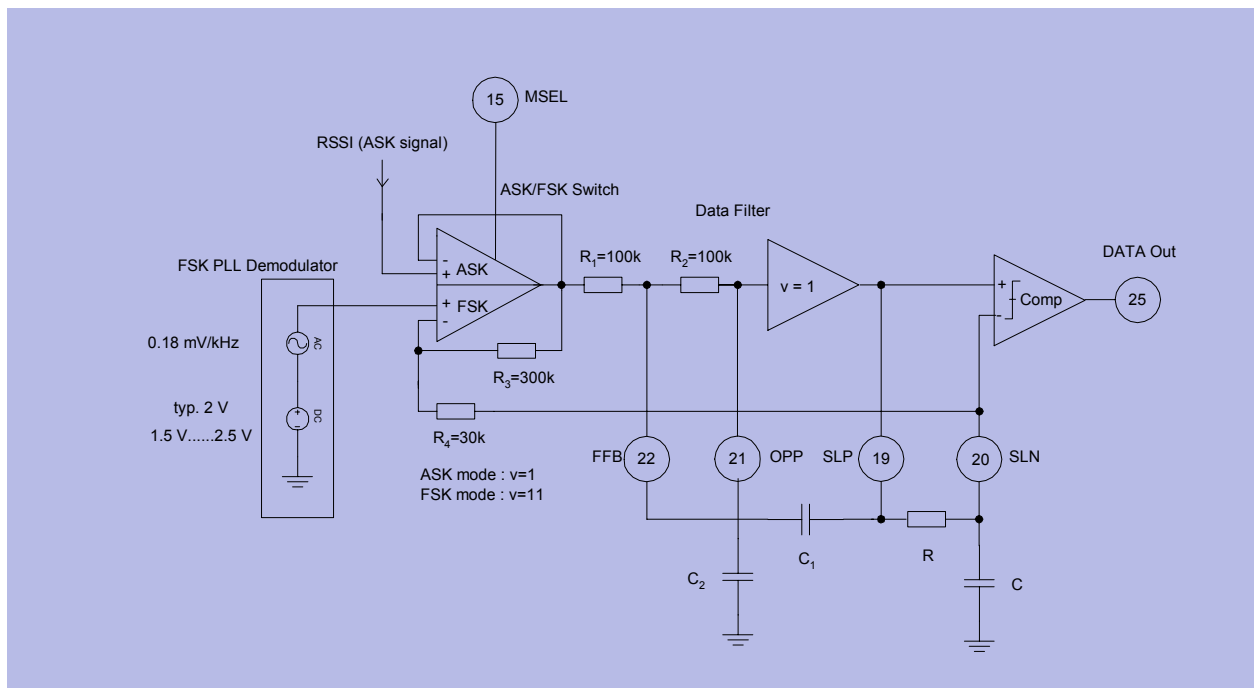 15
MSEL
RSSI (ASK signal)
ASK/FSK Switch
Data Filter
FSK PLL Demodulator
-
+
ASK
+
-
FSK
R1=100k
R2=100k
v = 1
+
-
Comp
DATA Out
25
0.18 mV/kHz
AC
R3=300k
typ. 2 V
1.5 V......2.5 V
+
-
DC
R4=30k
ASK mode : v=1
FSK mode : v=11
FFB
22
21
OPP
SLP
19
20
SLN
C1
R
C2
C